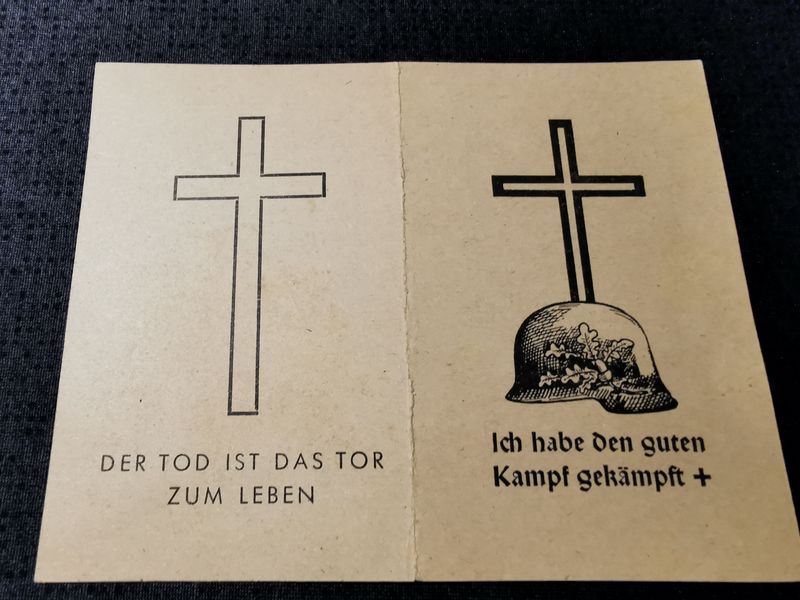 DER TOD IST DAS TOR
ZUM LEBEN
Ich habe den guten
Kampf gekämpft +